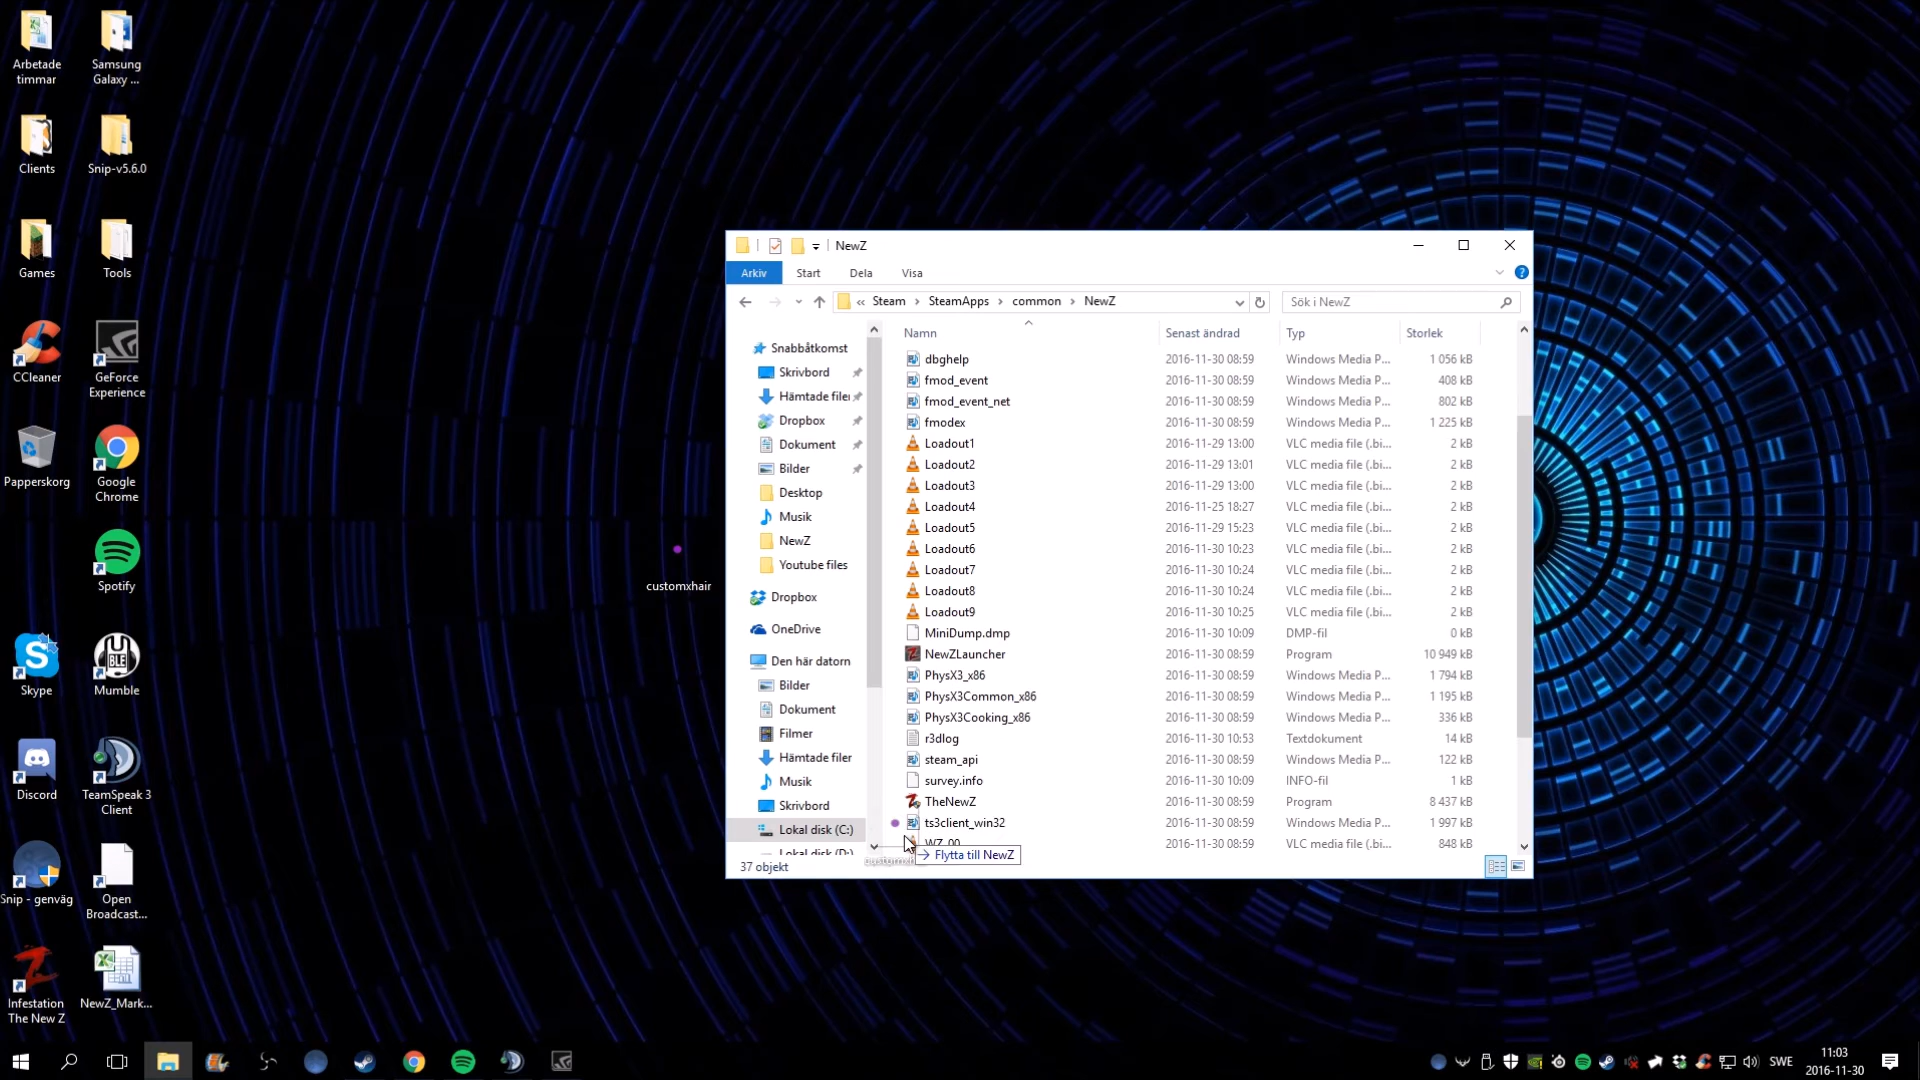 Arbetade
timmar
Samsung
Galaxy ...
Clients
Snip-v5.6.0
Games
Tools
CCleaner
GeForce
Experience
Papperskorg
Google
Chrome
Spotify
Skype
Mumble
Discord
TeamSpeak 3
Client
Snip - genväg
Open
Broadcast...
Infestation
The New Z
NewZ_Mark...
customxhair
NewZ
Arkiv Start Dela Visa
« Steam > SteamApps > common > NewZ
Sök i NewZ
Snabbåtkomst
Skrivbord
Hämtade filer
Dropbox
Dokument
Bilder
Desktop
Musik
NewZ
Youtube files
Dropbox
OneDrive
Den här datorn
Bilder
Dokument
Filmer
Hämtade filer
Musik
Skrivbord
Lokal disk (C:)
Lokal disk (D:)
Namn Senast ändrad Typ Storlek
dbghelp 2016-11-30 08:59 Windows Media P... 1 056 kB
fmod_event 2016-11-30 08:59 Windows Media P... 408 kB
fmod_event_net 2016-11-30 08:59 Windows Media P... 802 kB
fmodex 2016-11-30 08:59 Windows Media P... 1 225 kB
Loadout1 2016-11-29 13:00 VLC media file (.bi... 2 kB
Loadout2 2016-11-29 13:01 VLC media file (.bi... 2 kB
Loadout3 2016-11-29 13:00 VLC media file (.bi... 2 kB
Loadout4 2016-11-25 18:27 VLC media file (.bi... 2 kB
Loadout5 2016-11-29 15:23 VLC media file (.bi... 2 kB
Loadout6 2016-11-30 10:23 VLC media file (.bi... 2 kB
Loadout7 2016-11-30 10:24 VLC media file (.bi... 2 kB
Loadout8 2016-11-30 10:24 VLC media file (.bi... 2 kB
Loadout9 2016-11-30 10:25 VLC media file (.bi... 2 kB
MiniDump.dmp 2016-11-30 10:09 DMP-fil 0 kB
NewZLauncher 2016-11-30 08:59 Program 10 949 kB
PhysX3_x86 2016-11-30 08:59 Windows Media P... 1 794 kB
PhysX3Common_x86 2016-11-30 08:59 Windows Media P... 1 195 kB
PhysX3Cooking_x86 2016-11-30 08:59 Windows Media P... 336 kB
r3dlog 2016-11-30 10:53 Textdokument 14 kB
steam_api 2016-11-30 08:59 Windows Media P... 122 kB
survey.info 2016-11-30 10:09 INFO-fil 1 kB
TheNewZ 2016-11-30 08:59 Program 8 437 kB
ts3client_win32 2016-11-30 08:59 Windows Media P... 1 997 kB
WZ_00 2016-11-30 08:59 VLC media file (.bi... 848 kB
Flytta till NewZ
37 objekt
SWE
11:03
2016-11-30